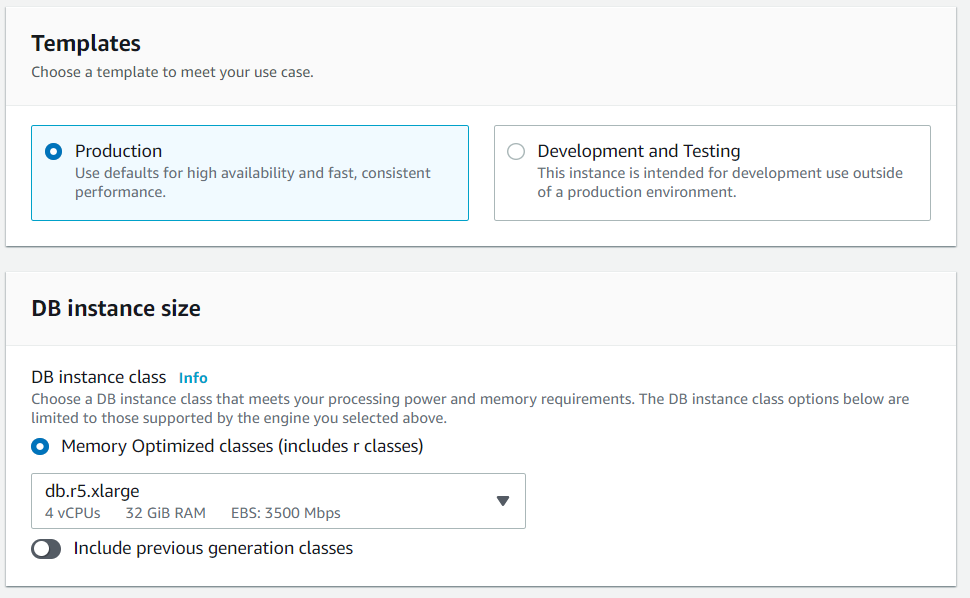 Templates
Choose a template to meet your use case.
Production
Use defaults for high availability and fast, consistent
performance.
Development and Testing
This instance is intended for development use outside
of a production environment.
DB instance size
DB instance class Info
Choose a DB instance class that meets your processing power and memory requirements. The DB instance class options below are
limited to those supported by the engine you selected above.
Memory Optimized classes (includes r classes)
db.r5.xlarge
4 vCPUs 32 GiB RAM EBS: 3500 Mbps
Include previous generation classes